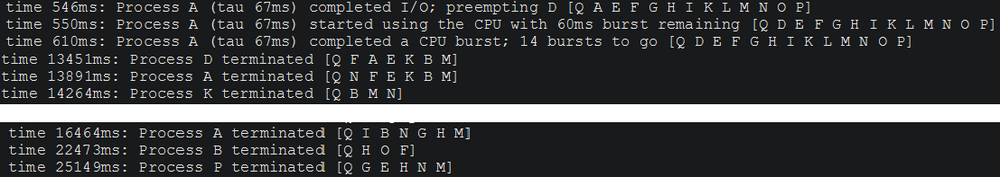 time 546ms: Process A (tau 67ms) completed I/O; preempting D [Q A E F G H I K L M N O P]
time 550ms: Process A (tau 67ms) started using the CPU with 60ms burst remaining [Q D E F G H I K L M N O P]
time 610ms: Process A (tau 67ms) completed a CPU burst; 14 bursts to go [Q D E F G H I K L M N O P]
time 13451ms: Process D terminated [Q F A E K B M]
time 13891ms: Process A terminated [Q N F E K B M]
time 14264ms: Process K terminated [Q B M N]
time 16464ms: Process A terminated [Q I B N G H M]
time 22473ms: Process B terminated [Q H O F]
time 25149ms: Process P terminated [Q G E H N M]